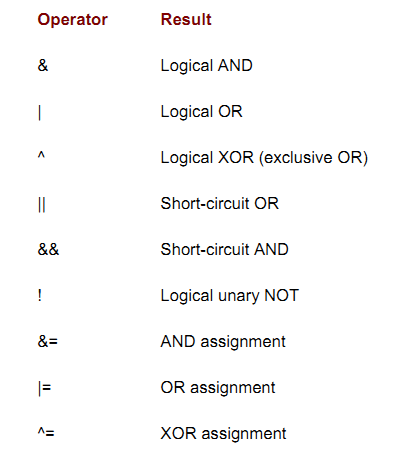 Operator Result
& Logical AND
| Logical OR
^ Logical XOR (exclusive OR)
|| Short-circuit OR
&& Short-circuit AND
! Logical unary NOT
&= AND assignment
|= OR assignment
^= XOR assignment